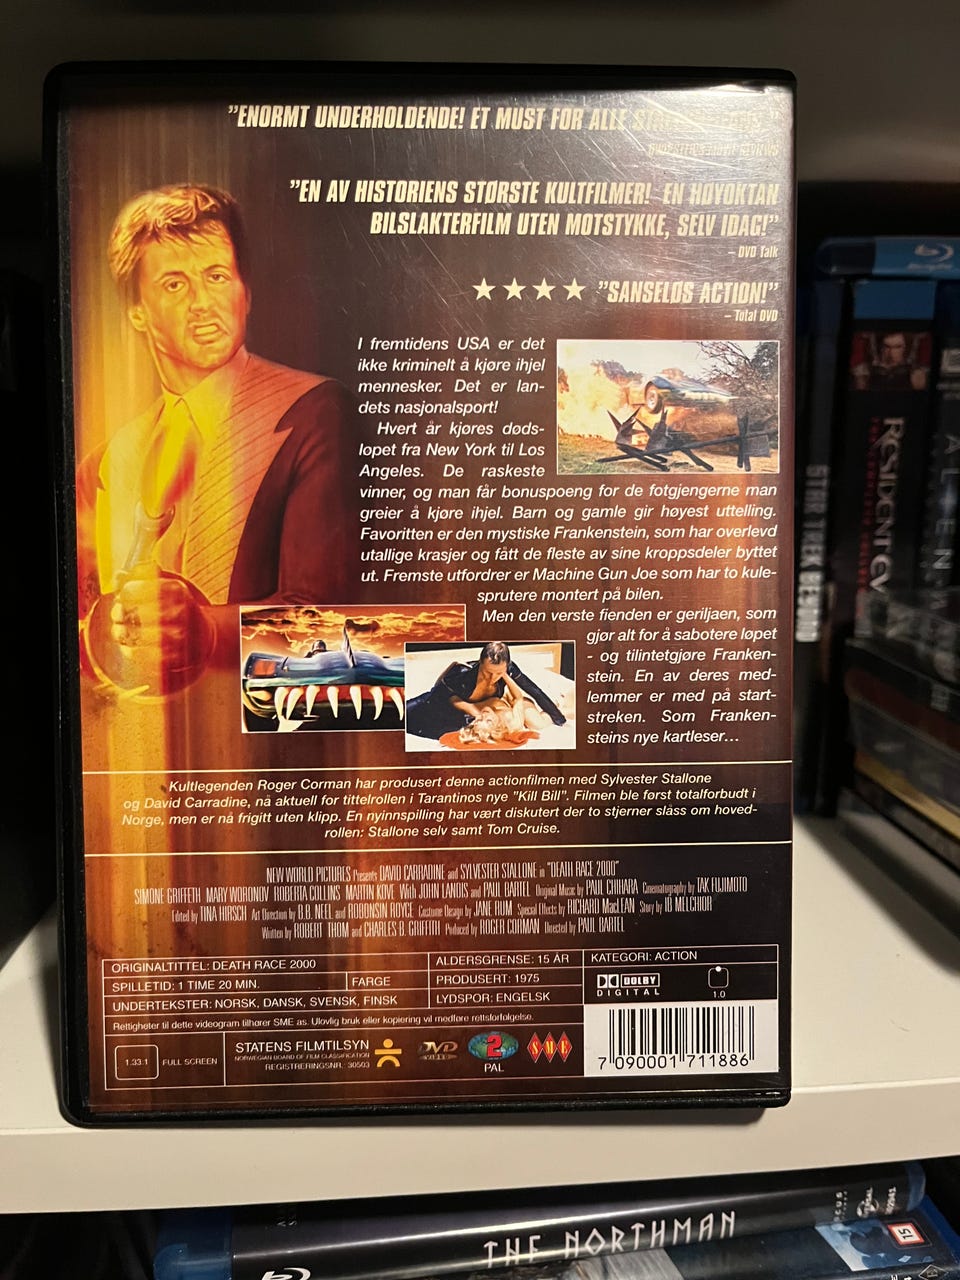 ”ENORMT UNDERHOLDENDE! ET MUST FOR ALLE
”EN AV HISTORIENS STØRSTE KULTFILMER! EN HØYOKTAN
BILSLAKTERFILM UTEN MOTSTYKKE, SELV IDAG!”
– DVD Talk
”SANSELØS ACTION!”
– Total DVD
I fremtidens USA er det
ikke kriminelt å kjøre ihjel
mennesker. Det er lan-
dets nasjonalsport!
Hvert år kjøres døds-
løpet fra New York til Los
Angeles. De raskeste
vinner, og man får bonuspoeng for de fotgjengerne man
greier å kjøre ihjel. Barn og gamle gir høyest uttelling.
Favoritten er den mystiske Frankenstein, som har overlevd
utallige krasjer og fått de fleste av sine kroppsdeler byttet
ut. Fremste utfordrer er Machine Gun Joe som har to kule-
sprutere montert på bilen.
Men den verste fienden er geriljaen, som
gjør alt for å sabotere løpet
- og tilintetgjøre Franken-
stein. En av deres med-
lemmer er med på start-
streken. Som Franken-
steins nye kartleser...
Kultlegenden Roger Corman har produsert denne actionfilmen med Sylvester Stallone
og David Carradine, nå aktuell for tittelrollen i Tarantinos nye ”Kill Bill”. Filmen ble først totalforbudt i
Norge, men er nå frigitt uten klipp. En nyinnspilling har vært diskutert der to stjerner slåss om hoved-
rollen: Stallone selv samt Tom Cruise.
NEW WORLD PICTURES Presents DAVID CARRADINE and SYLVESTER STALLONE in ”DEATH RACE 2000”
SIMONE GRIFFETH MARY WORONOV ROBERTA COLLINS MARTIN KOVE With JOHN LANDIS and PAUL BARTEL Original Music by PAUL CHIHARA Cinematography by TAK FUJIMOTO
Edited by TINA HIRSCH Art Direction by B.B. NEEL and ROBONSIN ROYCE Costume Design by JANE RUM Special Effects by RICHARD MacLEAN Story by IB MELCHIOR
Written by ROBERT THOM and CHARLES B. GRIFFITH Produced by ROGER CORMAN Directed by PAUL BARTEL
ORIGINALTITTEL: DEATH RACE 2000
ALDERSGRENSE: 15 ÅR
KATEGORI: ACTION
SPILLETID: 1 TIME 20 MIN.
FARGE
PRODUSERT: 1975
UNDERTEKSTER: NORSK, DANSK, SVENSK, FINSK
LYDSPOR: ENGELSK
DOLBY
DIGITAL
1.0
Rettigheter til dette videogram tilhører SME as. Ulovlig bruk eller kopiering vil medføre rettsforfølgelse.
1.33:1
FULL SCREEN
STATENS FILMTILSYN
NORWEGIAN BOARD OF FILM CLASSIFICATION
REGISTRERINGSNR.: 30503
DVD
VIDEO
2
PAL
SME
7 090001 711886
STAR TREK BEYOND
RESIDENT EV
ALIEN
THE NORTHMAN
15